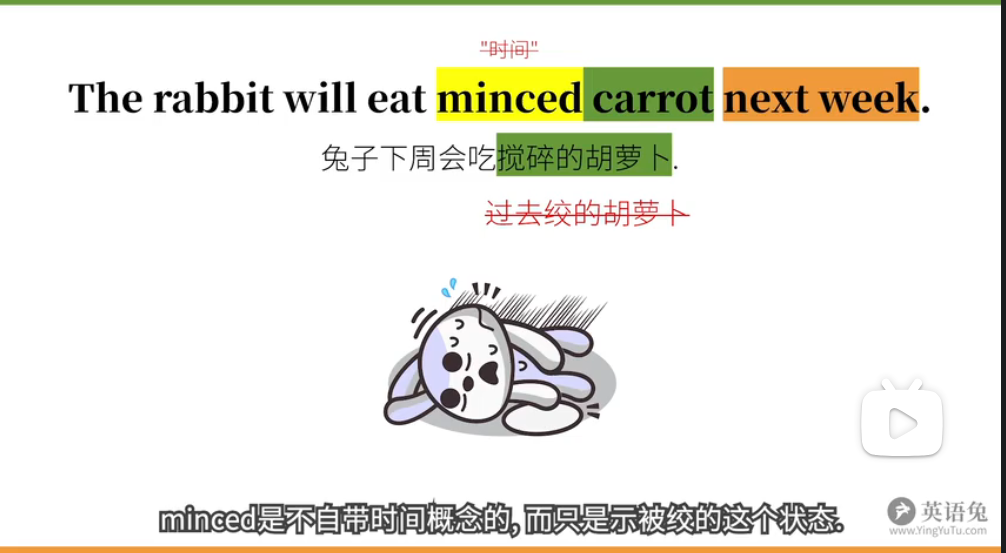 "时间"
The rabbit will eat minced carrot next week.
兔子下周会吃搅碎的胡萝卜.
过去绞的胡萝卜
minced是不自带时间概念的, 而只是示被绞的这个状态.
英语兔
www.YingYuTu.com